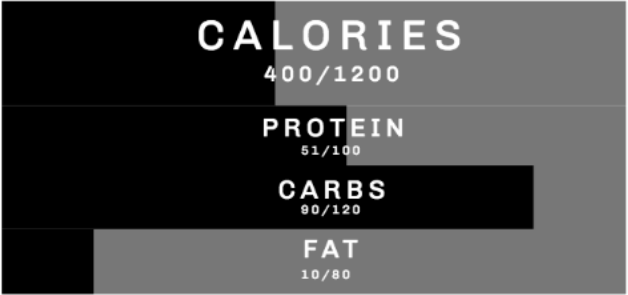 CALORIES
400/1200
PROTEIN
51/100
CARBS
90/120
FAT
10/80